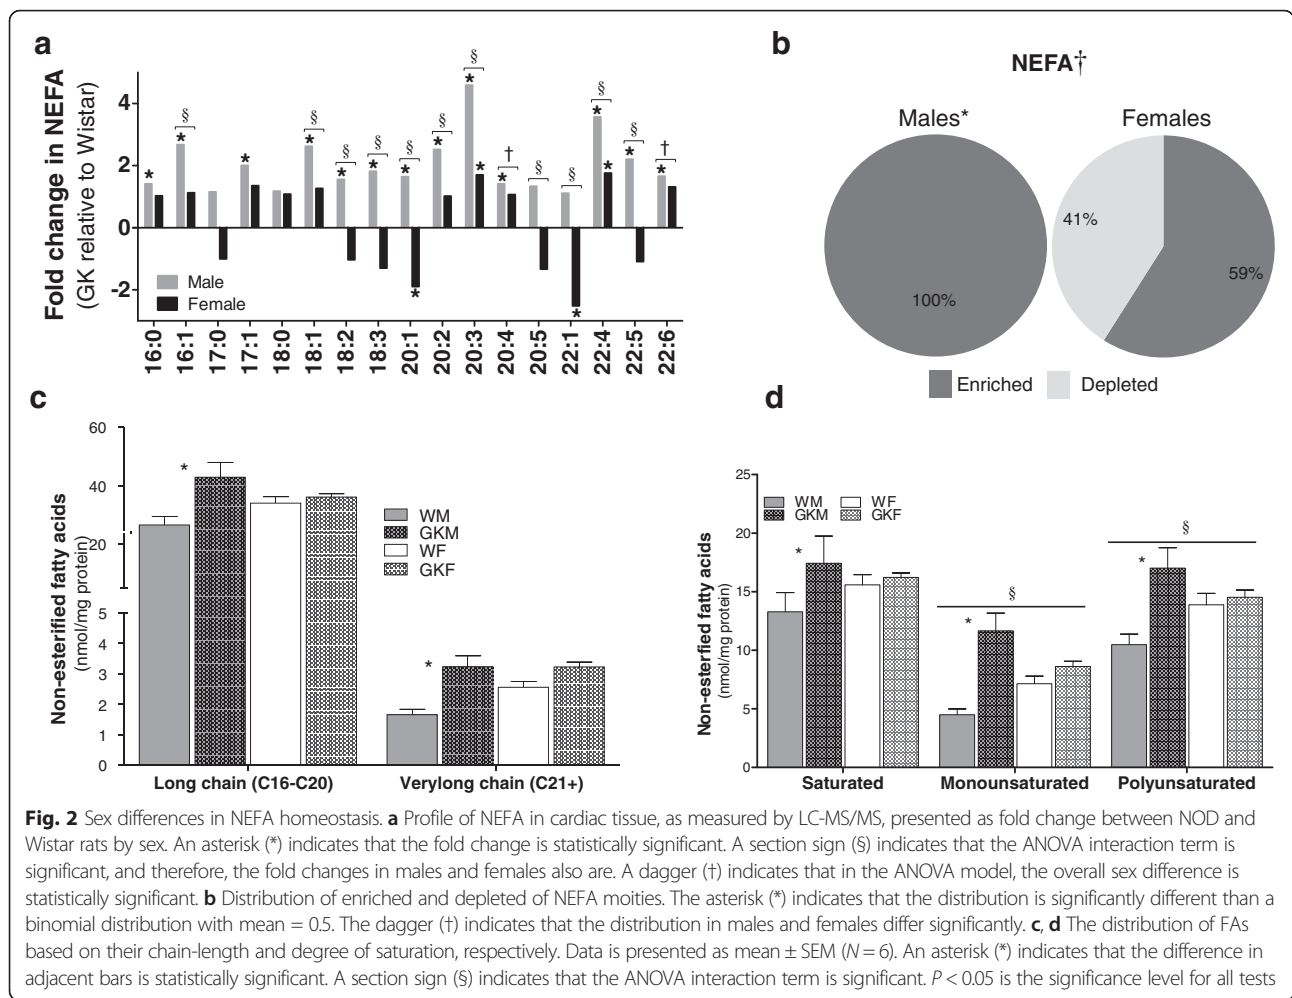 a
Fold change in NEFA
(GK relative to Wistar)
4
2
0
-2
* § * * § * § * § * § * § * § * * † * § § * § * * § * † *
Male
Female
16:0 16:1 17:0 17:1 18:0 18:1 18:2 18:3 20:1 20:2 20:3 20:4 20:5 22:1 22:4 22:5 22:6
b
NEFA†
Males*
Females
100%
41%
59%
Enriched
Depleted
c
Non-esterified fatty acids
(nmol/mg protein)
60
40
20
5
4
3
2
1
0
*
*
WM
GKM
WF
GKF
Long chain (C16-C20)
Verylong chain (C21+)
d
Non-esterfied fatty acids
(nmol/mg protein)
25
20
15
10
5
0
WM WF
GKM GKF
*
§
*
§
*
Saturated
Monounsaturated
Polyunsaturated
Fig. 2 Sex differences in NEFA homeostasis. a Profile of NEFA in cardiac tissue, as measured by LC-MS/MS, presented as fold change between NOD and
Wistar rats by sex. An asterisk (*) indicates that the fold change is statistically significant. A section sign (§) indicates that the ANOVA interaction term is
significant, and therefore, the fold changes in males and females also are. A dagger (†) indicates that in the ANOVA model, the overall sex difference is
statistically significant. b Distribution of enriched and depleted of NEFA moities. The asterisk (*) indicates that the distribution is significantly different than a
binomial distribution with mean = 0.5. The dagger (†) indicates that the distribution in males and females differ significantly. c, d The distribution of FAs
based on their chain-length and degree of saturation, respectively. Data is presented as mean ± SEM (N = 6). An asterisk (*) indicates that the difference in
adjacent bars is statistically significant. A section sign (§) indicates that the ANOVA interaction term is significant. P < 0.05 is the significance level for all tests